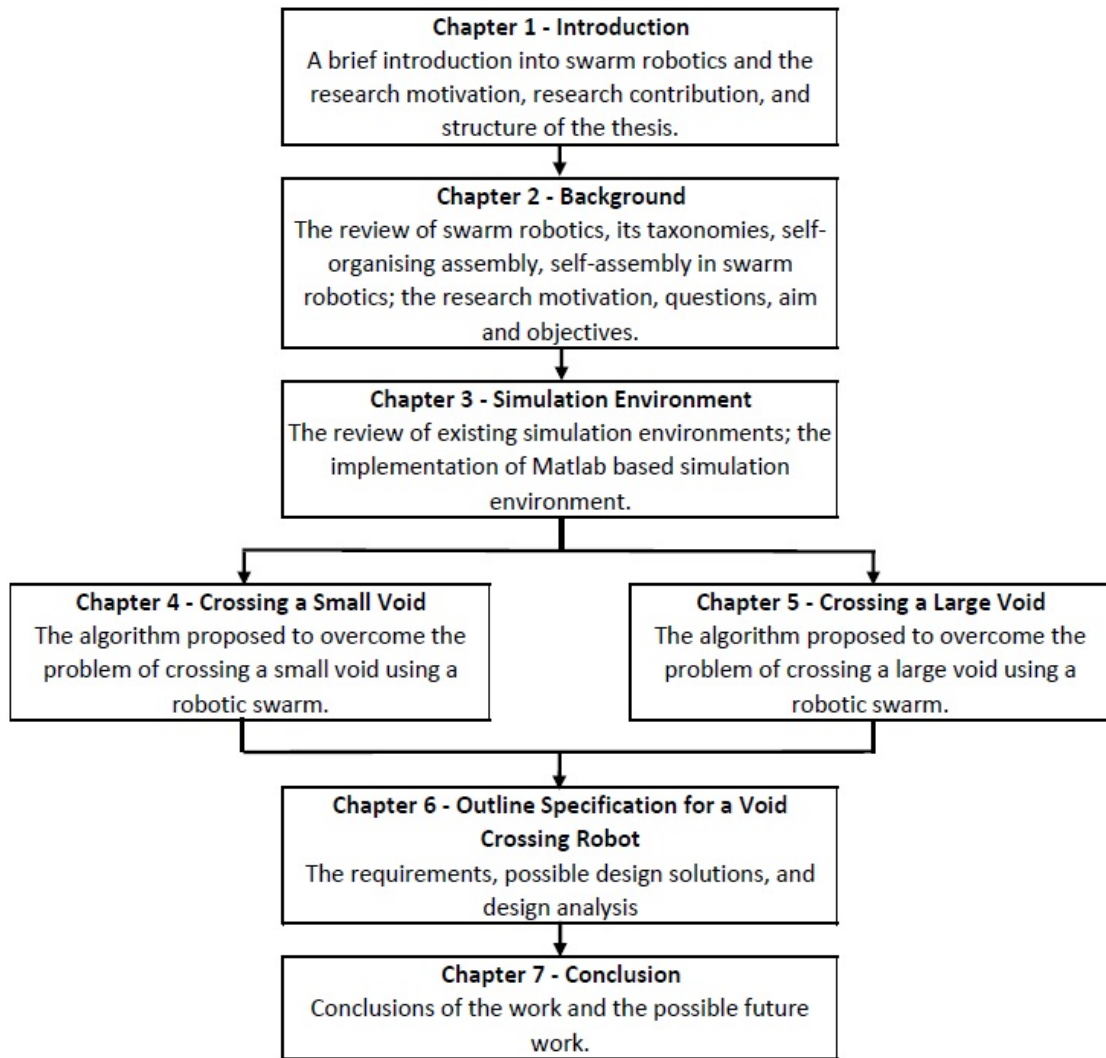 Chapter 1 - Introduction
A brief introduction into swarm robotics and the
research motivation, research contribution, and
structure of the thesis.
Chapter 2 - Background
The review of swarm robotics, its taxonomies, self-
organising assembly, self-assembly in swarm
robotics; the research motivation, questions, aim
and objectives.
Chapter 3 - Simulation Environment
The review of existing simulation environments; the
implementation of Matlab based simulation
environment.
Chapter 4 - Crossing a Small Void
The algorithm proposed to overcome the
problem of crossing a small void using a
robotic swarm.
Chapter 5 - Crossing a Large Void
The algorithm proposed to overcome the
problem of crossing a large void using a
robotic swarm.
Chapter 6 - Outline Specification for a Void
Crossing Robot
The requirements, possible design solutions, and
design analysis
Chapter 7 - Conclusion
Conclusions of the work and the possible future
work.